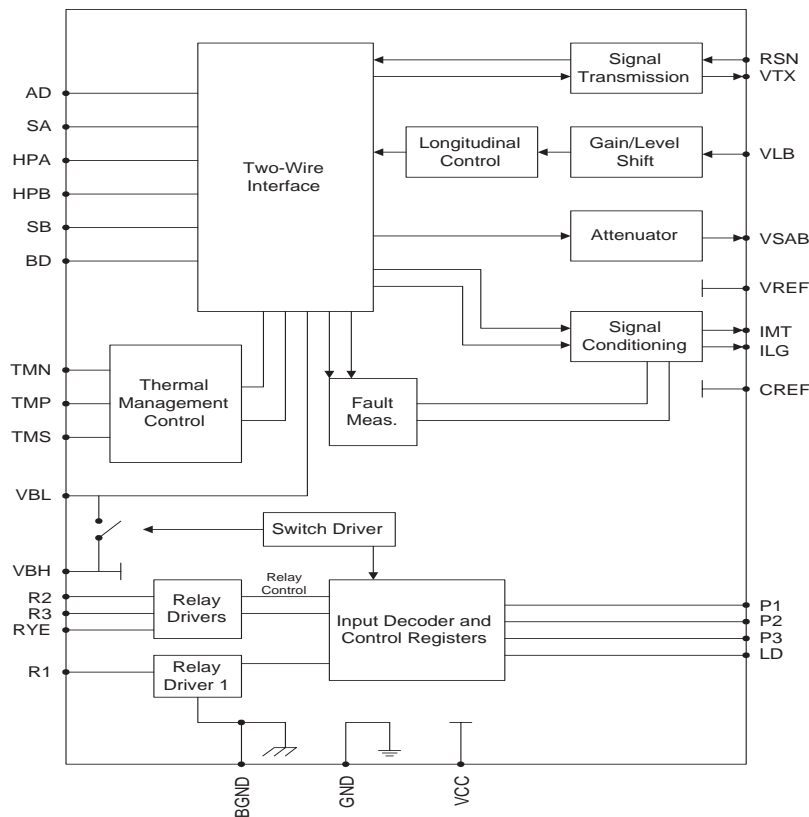 AD
SA
HPA
HPB
SB
BD
TMN
TMP
TMS
VBL
VBH
R2
R3
RYE
R1
Two-Wire
Interface
Signal
Transmission
Longitudinal
Control
Gain/Level
Shift
Attenuator
Signal
Conditioning
Thermal
Management
Control
Fault
Meas.
Switch Driver
Relay
Control
Relay
Drivers
Input Decoder and
Control Registers
Relay
Driver 1
RSN
VTX
VLB
VSAB
VREF
IMT
ILG
CREF
P1
P2
P3
LD
BGND
GND
VCC